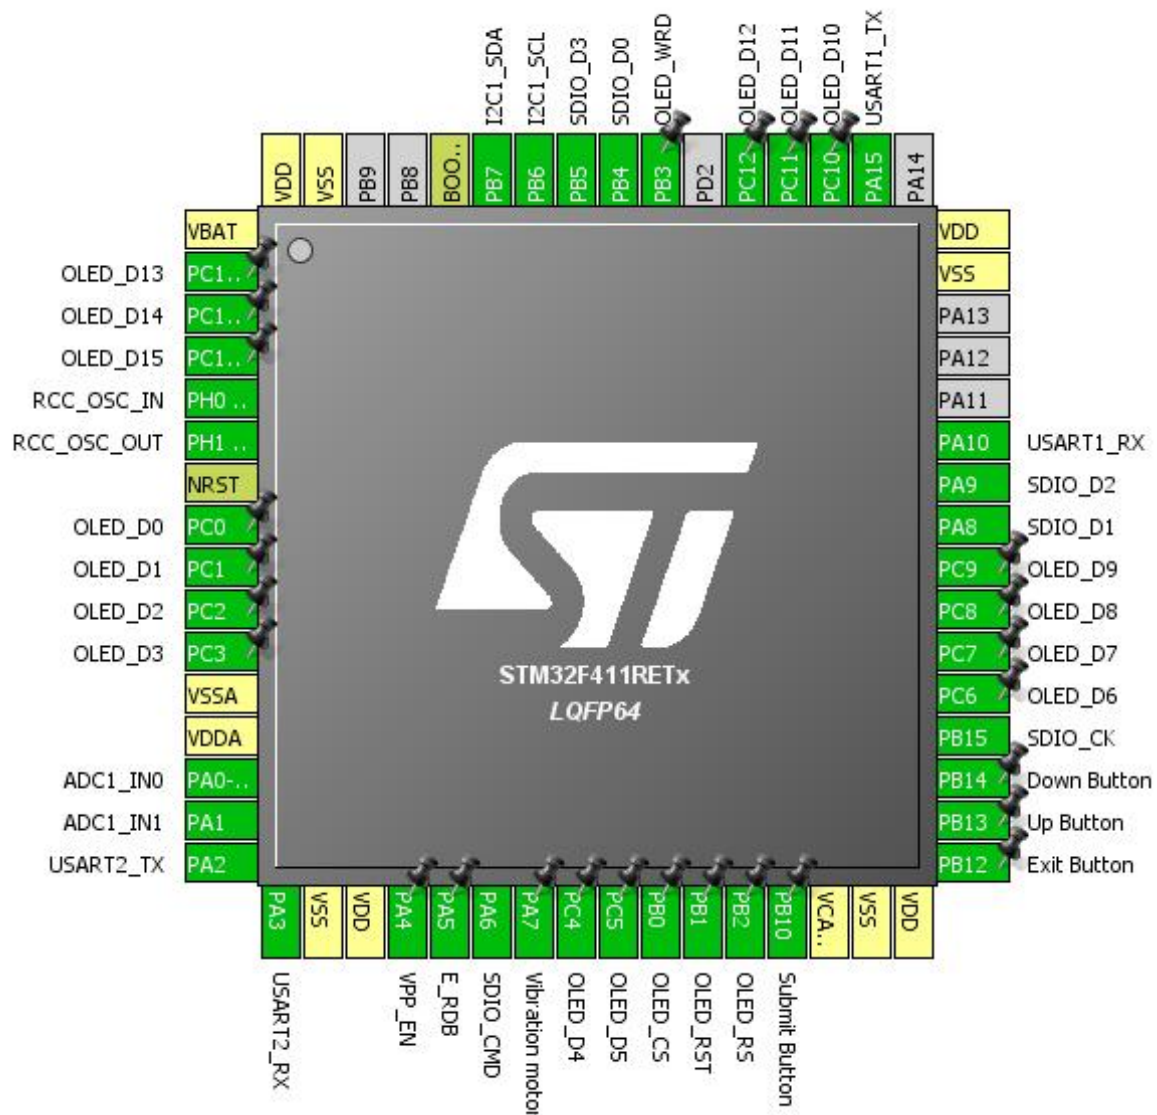 I2C1_SDA
I2C1_SCL
SDIO_D3
SDIO_D0
OLED_WRD
OLED_D12
OLED_D11
OLED_D10
USART1_TX
VDD
VSS
PB9
PB8
BOO..
PB7
PB6
PB5
PB4
PB3
PD2
PC12
PC11
PC10
PA15
PA14
VBAT
OLED_D13 PC1..
OLED_D14 PC1..
OLED_D15 PC1..
RCC_OSC_IN PH0 ..
RCC_OSC_OUT PH1 ..
NRST
OLED_D0 PC0
OLED_D1 PC1
OLED_D2 PC2
OLED_D3 PC3
VSSA
VDDA
ADC1_IN0 PA0-..
ADC1_IN1 PA1
USART2_TX PA2
ST
STM32F411RETx
LQFP64
VDD
VSS
PA13
PA12
PA11
PA10 USART1_RX
PA9 SDIO_D2
PA8 SDIO_D1
PC9 OLED_D9
PC8 OLED_D8
PC7 OLED_D7
PC6 OLED_D6
PB15 SDIO_CK
PB14 Down Button
PB13 Up Button
PB12 Exit Button
PA3
VSS
VDD
PA4
PA5
PA6
PA7
PC4
PC5
PB0
PB1
PB2
PB10
VCA..
VSS
VDD
USART2_RX
VPP_EN
E_RDB
SDIO_CMD
Vibration motor
OLED_D4
OLED_D5
OLED_CS
OLED_RST
OLED_RS
Submit Button